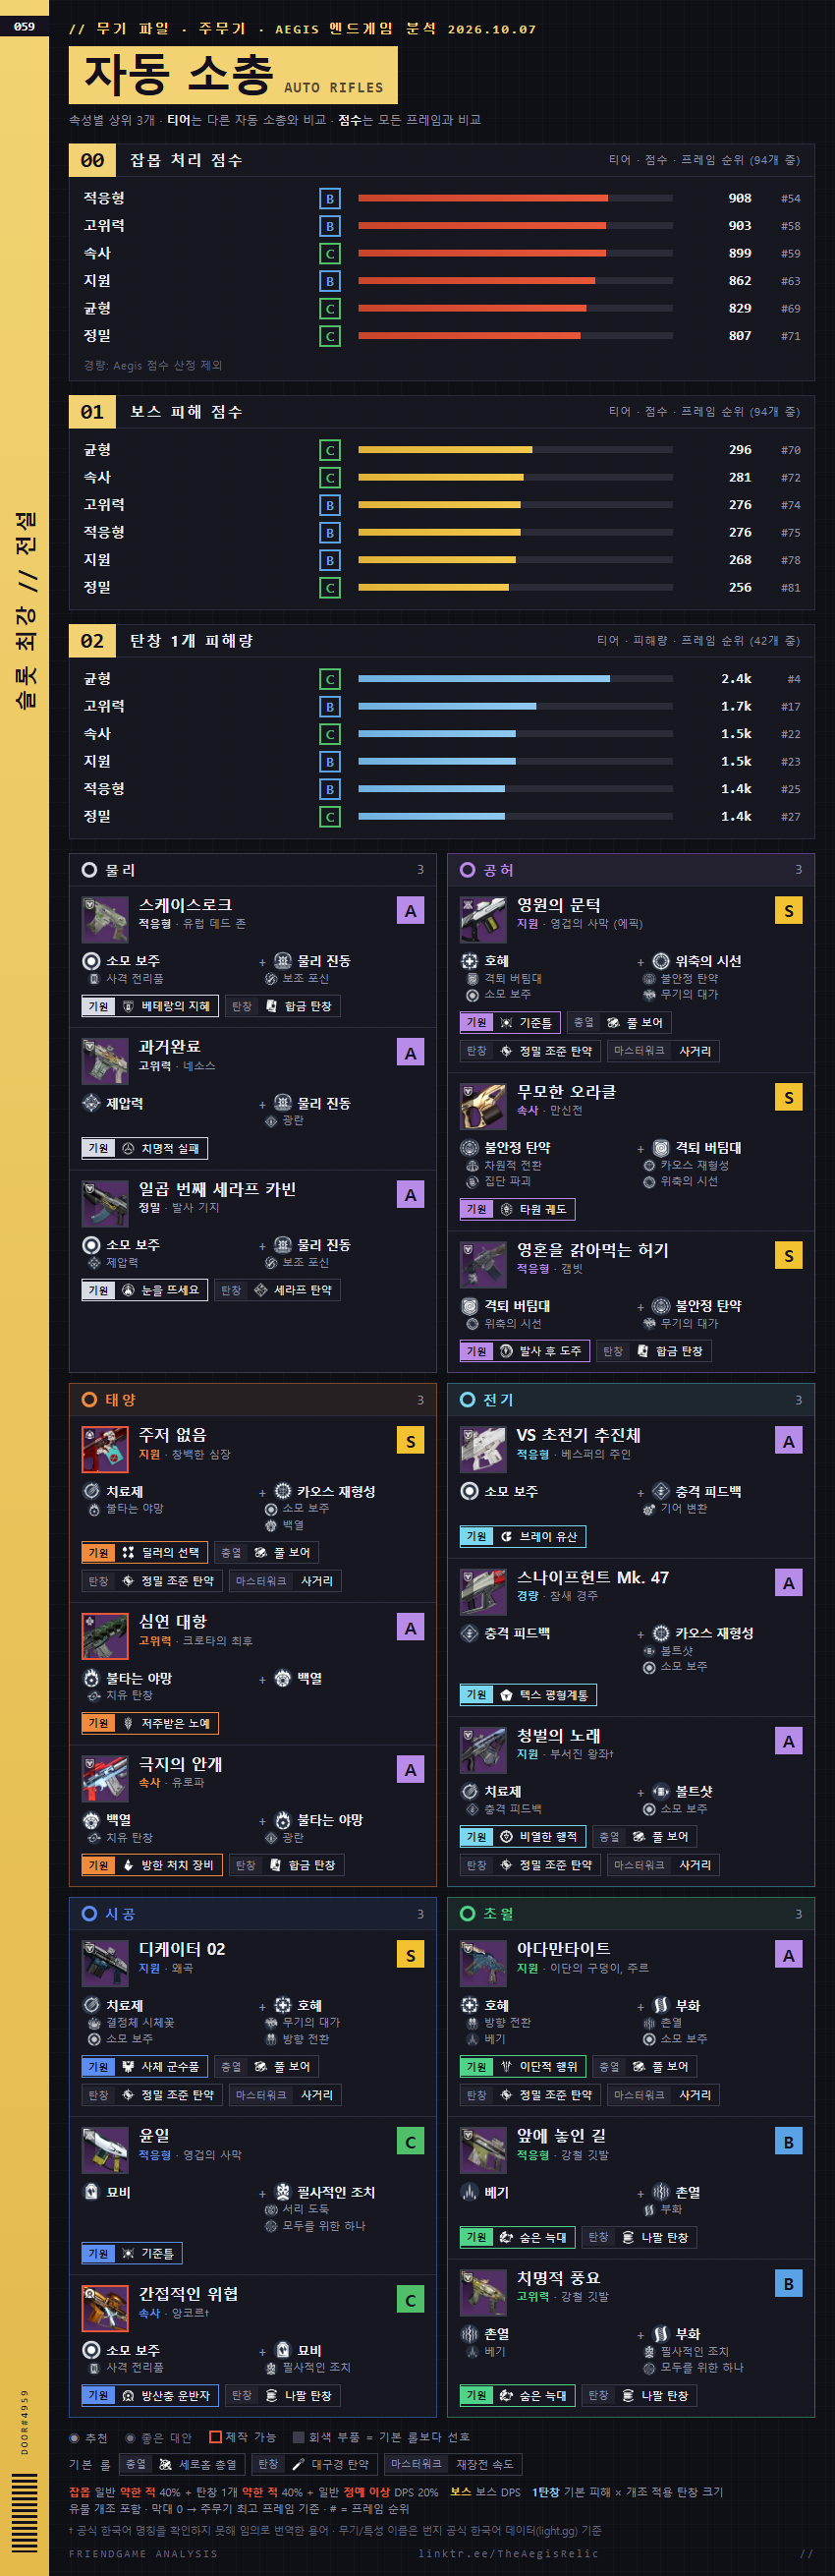 059
슬롯 최강 // 전설
DOOR#4959
// 무기 파일 · 주무기 · AEGIS 엔드게임 분석 2026.10.07
자동 소총 AUTO RIFLES
속성별 상위 3개 · 티어는 다른 자동 소총와 비교 · 점수는 모든 프레임과 비교
00 잡몹 처리 점수 티어 · 점수 · 프레임 순위 (94개 중)
적응형 B 908 #54
고위력 B 903 #58
속사 C 899 #59
지원 B 862 #63
균형 C 829 #69
정밀 C 807 #71
경량: Aegis 점수 산정 제외
01 보스 피해 점수 티어 · 점수 · 프레임 순위 (94개 중)
균형 C 296 #70
속사 C 281 #72
고위력 B 276 #74
적응형 B 276 #75
지원 B 268 #78
정밀 C 256 #81
02 탄창 1개 피해량 티어 · 피해량 · 프레임 순위 (42개 중)
균형 C 2.4k #4
고위력 B 1.7k #17
속사 C 1.5k #22
지원 B 1.5k #23
적응형 B 1.4k #25
정밀 C 1.4k #27
물리 3
스케이스로크 A
적응형 · 유럽 데드 존
소모 보주 + 물리 진동
사격 전리품 보조 포신
기원 베테랑의 지혜 탄창 합금 탄창
과거완료 A
고위력 · 네소스
제압력 + 물리 진동
광란
기원 치명적 실패
일곱 번째 세라프 카빈 A
정밀 · 발사 기지
소모 보주 + 물리 진동
제압력 보조 포신
기원 눈을 뜨세요 탄창 세라프 탄약
공허 3
영원의 문턱 S
지원 · 영겁의 사막 (에픽)
호혜 + 위축의 시선
격퇴 버팀대 불안정 탄약
소모 보주 무기의 대가
기원 기준틀 총열 풀 보어
탄창 정밀 조준 탄약 마스터워크 사거리
무모한 오라클 S
속사 · 만신전
불안정 탄약 + 격퇴 버팀대
차원적 전환 카오스 재형성
집단 파괴 위축의 시선
기원 타원 궤도
영혼을 갉아먹는 허기 S
적응형 · 갬빗
격퇴 버팀대 + 불안정 탄약
위축의 시선 무기의 대가
기원 발사 후 도주 탄창 합금 탄창
태양 3
주저 없음 S
지원 · 창백한 심장
치료제 + 카오스 재형성
불타는 야망 소모 보주
백열
기원 딜러의 선택 총열 풀 보어
탄창 정밀 조준 탄약 마스터워크 사거리
심연 대항 A
고위력 · 크로타의 최후
불타는 야망 + 백열
치유 탄창
기원 저주받은 노예
극지의 안개 A
속사 · 유로파
백열 + 불타는 야망
치유 탄창 광란
기원 방한 처치 장비 탄창 합금 탄창
전기 3
VS 초전기 추진체 A
적응형 · 베스퍼의 주인
소모 보주 + 충격 피드백
기어 변환
기원 브레이 유산
스나이프헌트 Mk. 47 A
경량 · 참새 경주
충격 피드백 + 카오스 재형성
볼트샷
소모 보주
기원 텍스 평형계통
청벌의 노래 A
지원 · 부서진 왕좌†
치료제 + 볼트샷
충격 피드백 소모 보주
기원 비열한 행적 총열 풀 보어
탄창 정밀 조준 탄약 마스터워크 사거리
시공 3
디케이터 02 S
지원 · 왜곡
치료제 + 호혜
결정체 시체꽃 무기의 대가
소모 보주 방향 전환
기원 사체 군수품 총열 풀 보어
탄창 정밀 조준 탄약 마스터워크 사거리
윤일 C
적응형 · 영겁의 사막
묘비 + 필사적인 조치
서리 도둑
모두를 위한 하나
기원 기준틀
간접적인 위협 C
속사 · 앙코르†
소모 보주 + 묘비
사격 전리품 필사적인 조치
기원 방산충 운반자 탄창 나팔 탄창
초월 3
아다만타이트 A
지원 · 이단의 구덩이, 주르
호혜 + 부화
방향 전환 촌열
베기 소모 보주
기원 이단적 행위 총열 풀 보어
탄창 정밀 조준 탄약 마스터워크 사거리
앞에 놓인 길 B
적응형 · 강철 깃발
베기 + 촌열
부화
기원 숨은 늑대 탄창 나팔 탄창
치명적 풍요 B
고위력 · 강철 깃발
촌열 + 부화
베기 필사적인 조치
모두를 위한 하나
기원 숨은 늑대 탄창 나팔 탄창
추천 좋은 대안 제작 가능 회색 부품 = 기본 롤보다 선호
기본 롤 총열 세로홈 총열 탄창 대구경 탄약 마스터워크 재장전 속도
잡몹 일반 약한 적 40% + 탄창 1개 약한 적 40% + 일반 정예 이상 DPS 20% 보스 보스 DPS 1탄창 기본 피해 × 개조 적용 탄창 크기
유물 개조 포함 · 막대 0 → 주무기 최고 프레임 기준 · # = 프레임 순위
† 공식 한국어 명칭을 확인하지 못해 임의로 번역한 용어 · 무기/특성 이름은 번지 공식 한국어 데이터(light.gg) 기준
FRIENDGAME ANALYSIS linktr.ee/TheAegisRelic //